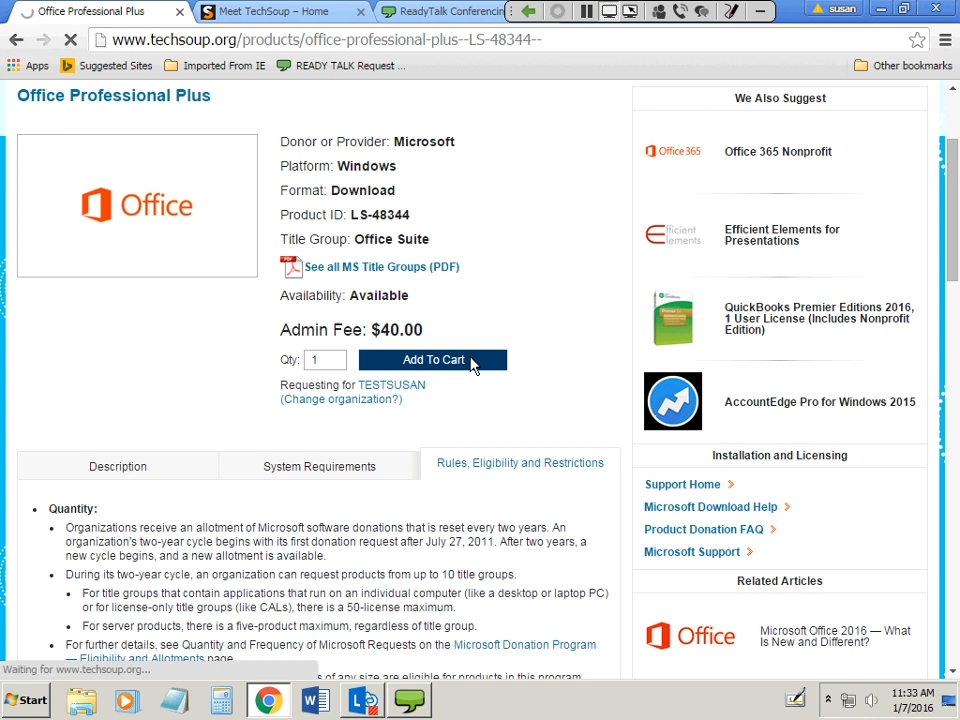 Office Professional Plus
Meet TechSoup – Home
ReadyTalk Conferencing
susan
www.techsoup.org/products/office-professional-plus--LS-48344--
Apps
Suggested Sites
Imported From IE
READY TALK Request ...
Other bookmarks
Office Professional Plus
Office
Donor or Provider: Microsoft
Platform: Windows
Format: Download
Product ID: LS-48344
Title Group: Office Suite
PDF
See all MS Title Groups (PDF)
Availability: Available
Admin Fee: $40.00
Qty: 1
Add To Cart
Requesting for TESTSUSAN
(Change organization?)
Description
System Requirements
Rules, Eligibility and Restrictions
Quantity:
Organizations receive an allotment of Microsoft software donations that is reset every two years. An
organization's two-year cycle begins with its first donation request after July 27, 2011. After two years, a
new cycle begins, and a new allotment is available.
During its two-year cycle, an organization can request products from up to 10 title groups.
For title groups that contain applications that run on an individual computer (like a desktop or laptop PC)
or for license-only title groups (like CALs), there is a 50-license maximum.
For server products, there is a five-product maximum, regardless of title group.
For further details, see Quantity and Frequency of Microsoft Requests on the Microsoft Donation Program
— Eligibility and Allotments page.
s of any size are eligible for products in this program
Waiting for www.techsoup.org...
We Also Suggest
Office 365
Office 365 Nonprofit
Efficient
Elements
Efficient Elements for
Presentations
QuickBooks Premier Editions 2016,
1 User License (Includes Nonprofit
Edition)
AccountEdge Pro for Windows 2015
Installation and Licensing
Support Home
Microsoft Download Help
Product Donation FAQ
Microsoft Support
Related Articles
Office
Microsoft Office 2016 — What
Is New and Different?
Start
11:33 AM
1/7/2016